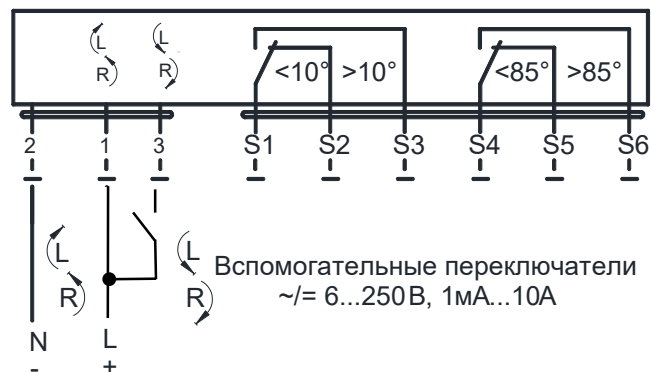 L L
R R
<10° >10° <85° >85°
2 1 3 S1 S2 S3 S4 S5 S6
L L
R R
Вспомогательные переключатели
~/= 6...250В, 1мА...10А
N L
- +